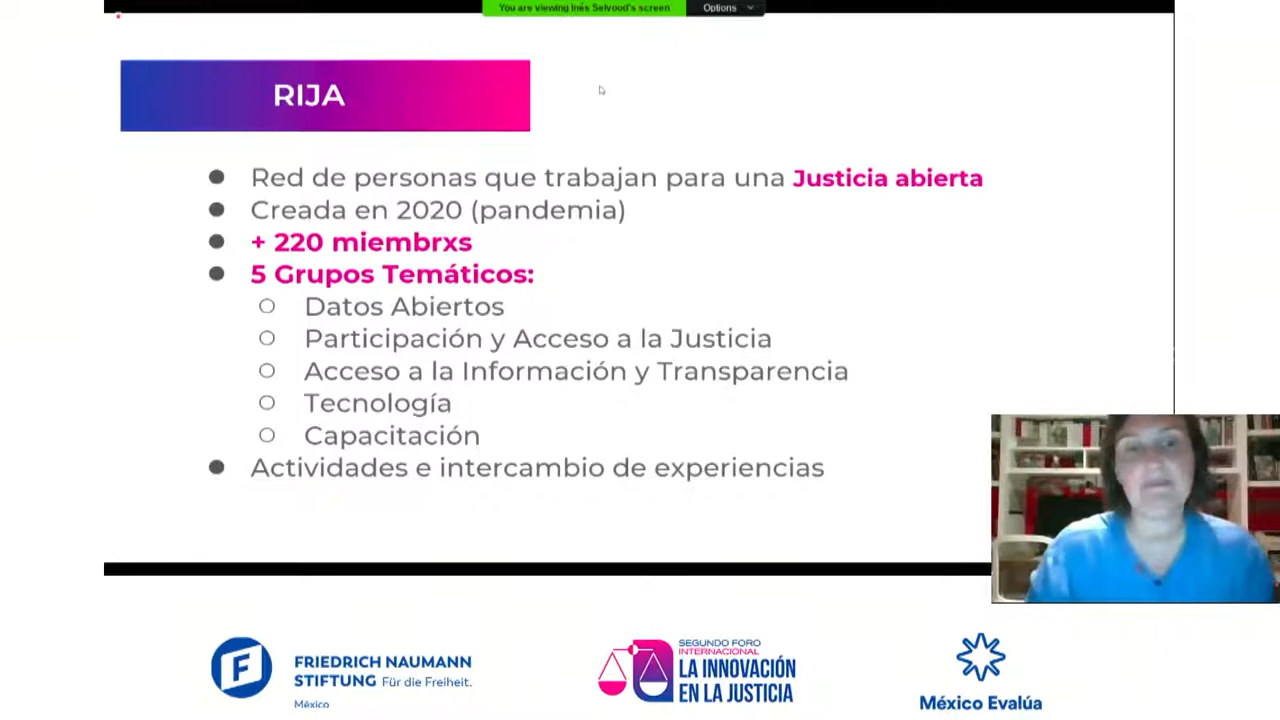 You are viewing Inés Selvood's screen
Options
RIJA
Red de personas que trabajan para una Justicia abierta
Creada en 2020 (pandemia)
+ 220 miembrxs
5 Grupos Temáticos:
Datos Abiertos
Participación y Acceso a la Justicia
Acceso a la Información y Transparencia
Tecnología
Capacitación
Actividades e intercambio de experiencias
FRIEDRICH NAUMANN
STIFTUNG Für die Freiheit.
México
SEGUNDO FORO
INTERNACIONAL
LA INNOVACIÓN
EN LA JUSTICIA
México Evalúa